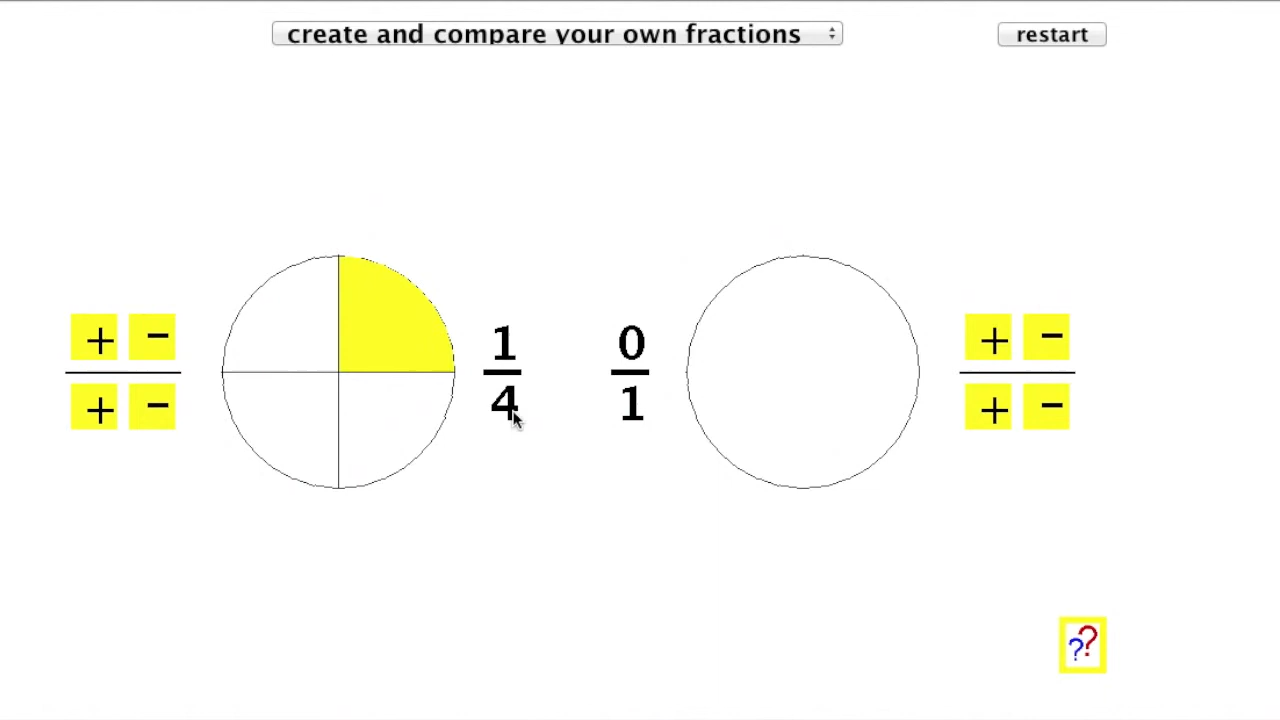 create and compare your own fractions
restart
+ − 1 0 + −
+ − 4 1 + −
??